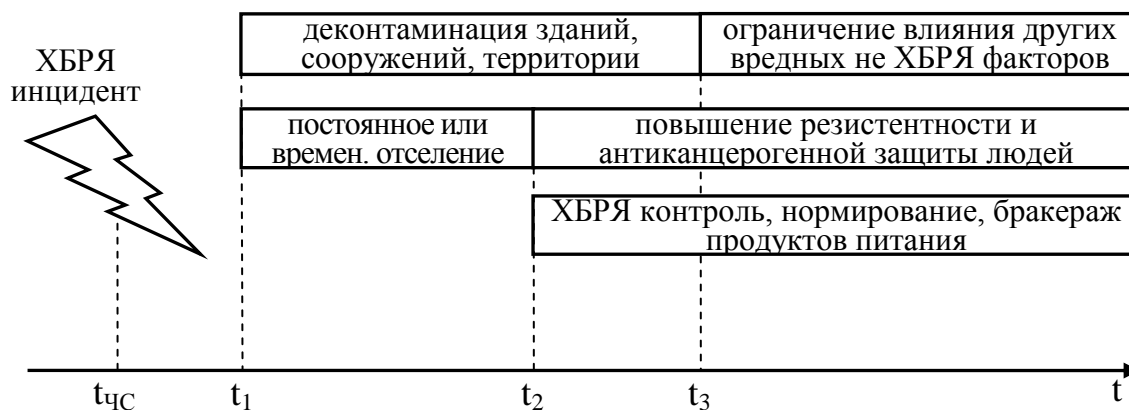 ХБРЯ
инцидент
деконтаминация зданий,
сооружений, территории
ограничение влияния других
вредных не ХБРЯ факторов
постоянное или
времен. отселение
повышение резистентности и
антиканцерогенной защиты людей
ХБРЯ контроль, нормирование, бракераж
продуктов питания
tЧС
t1
t2
t3
t